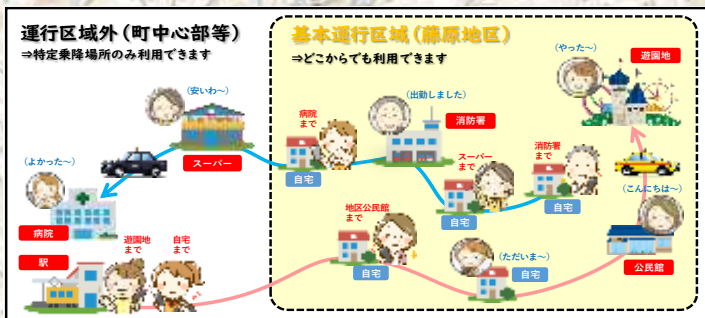 運行区域外(町中心部等)
⇒特定乗降場所のみ利用できます
基本運行区域(藤原地区)
⇒どこからでも利用できます
(やった~)
遊園地
(安いわ~)
スーパー
病院
まで
自宅
(出勤しました)
消防署
スーパー
まで
自宅
消防署
まで
自宅
(よかった~)
病院
(こんにちは~)
公民館
駅
遊園地
まで
自宅
まで
地区公民館
まで
自宅
(ただいま~)
自宅